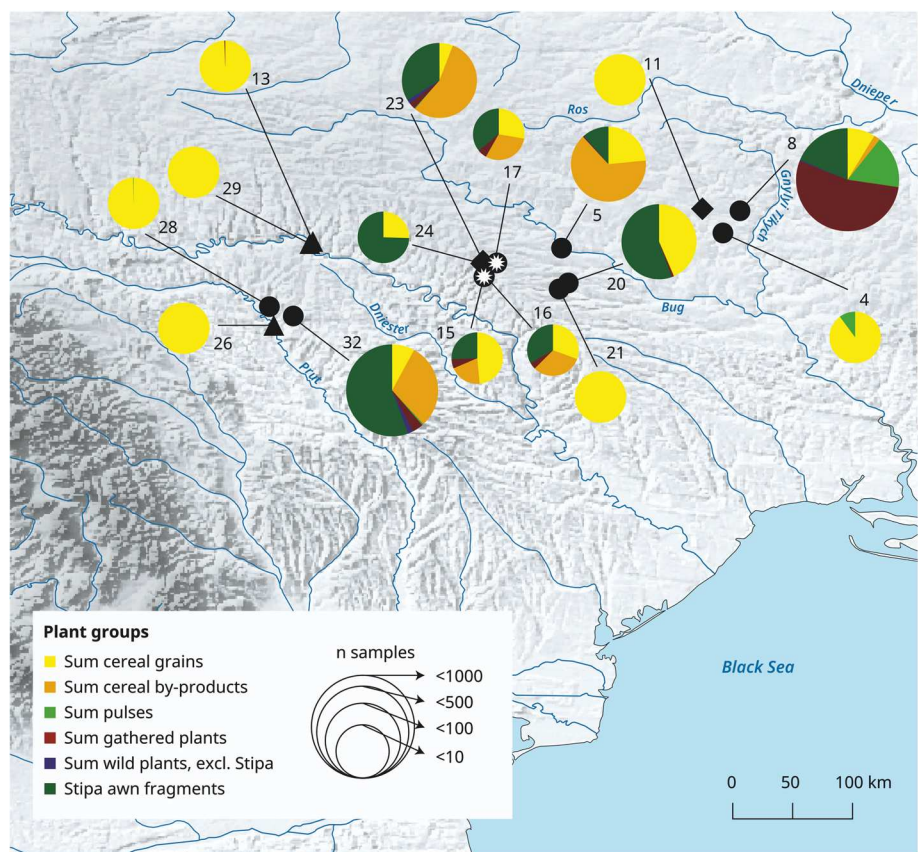 13
23
11
Ros
Dnieper
8
29
17
Gnylyi Tikych
28
24
5
20
Bug
4
26
Dniester
15
16
21
32
Prut
Black Sea
Plant groups
Sum cereal grains
Sum cereal by-products
Sum pulses
Sum gathered plants
Sum wild plants, excl. Stipa
Stipa awn fragments
n samples
<1000
<500
<100
<10
0 50 100 km